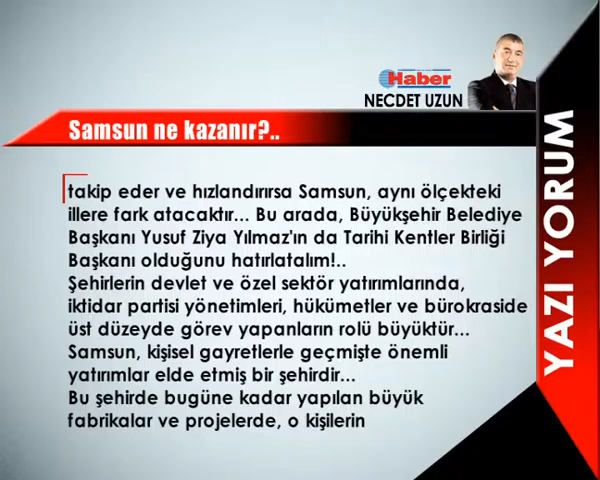 Haber
NECDET UZUN
Samsun ne kazanır?..
takip eder ve hızlandırırsa Samsun, aynı ölçekteki
illere fark atacaktır... Bu arada, Büyükşehir Belediye
Başkanı Yusuf Ziya Yılmaz'ın da Tarihi Kentler Birliği
Başkanı olduğunu hatırlatalım!..
Şehirlerin devlet ve özel sektör yatırımlarında,
iktidar partisi yönetimleri, hükümetler ve bürokraside
üst düzeyde görev yapanların rolü büyüktür...
Samsun, kişisel gayretlerle geçmişte önemli
yatırımlar elde etmiş bir şehirdir...
Bu şehirde bugüne kadar yapılan büyük
fabrikalar ve projelerde, o kişilerin
YAZI YORUM